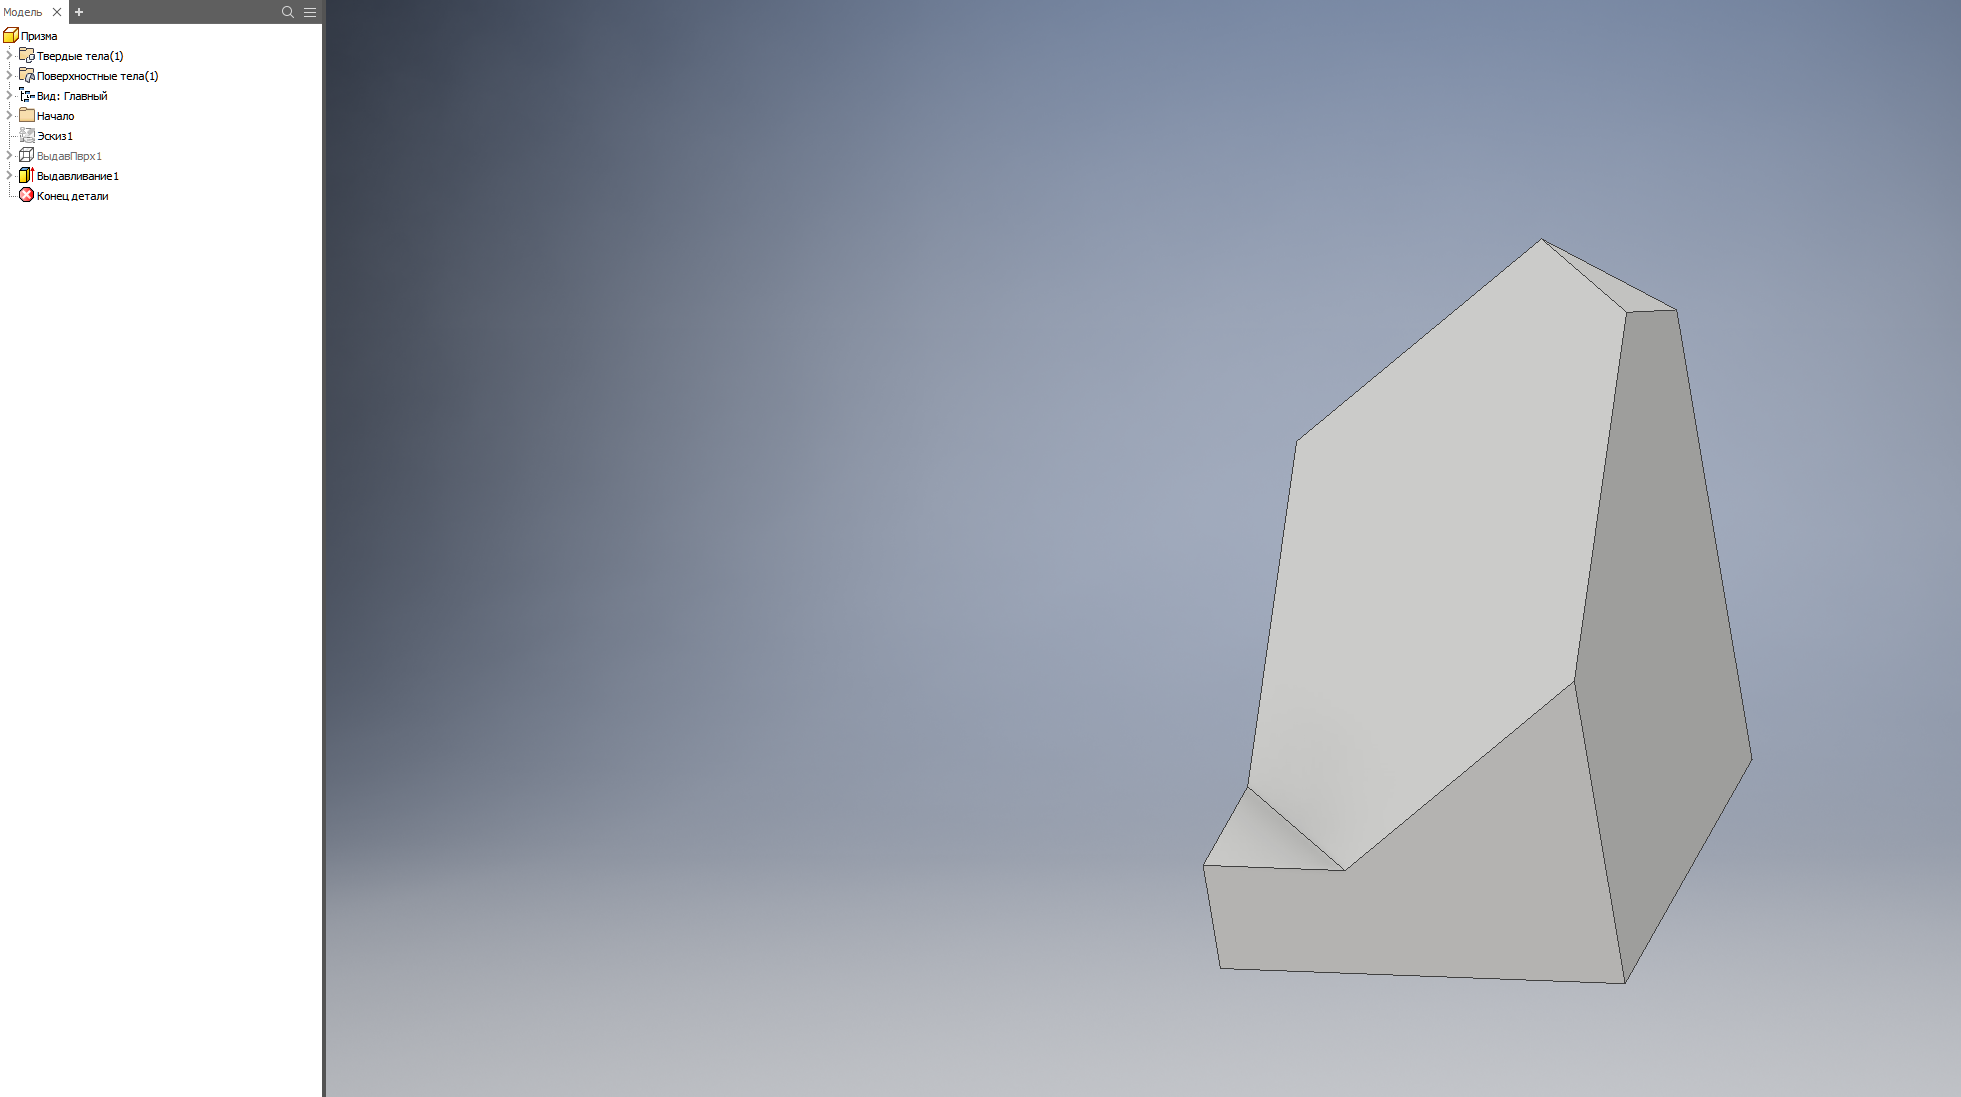 Модель
Призма
Твердые тела(1)
Поверхностные тела(1)
Вид: Главный
Начало
Эскиз1
ВыдавПврх1
Выдавливание1
Конец детали